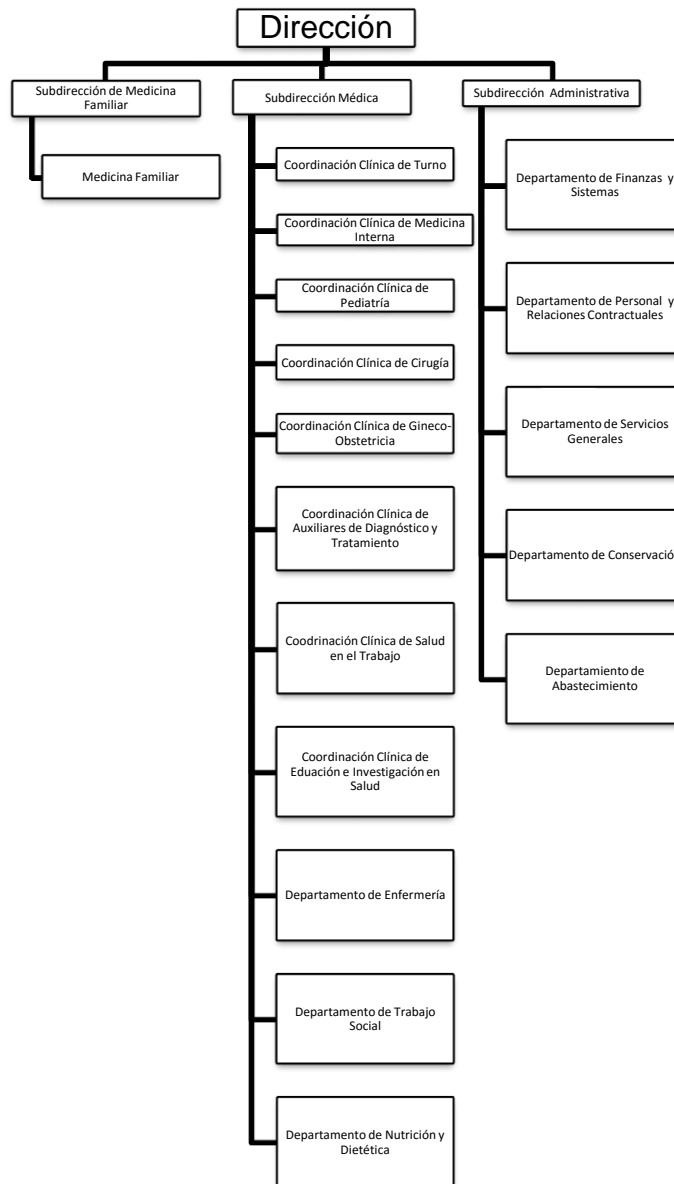 Dirección
Subdirección de Medicina
Familiar
Medicina Familiar
Subdirección Médica
Coordinación Clínica de Turno
Coordinación Clínica de Medicina
Interna
Coordinación Clínica de
Pediatría
Coordinación Clínica de Cirugía
Coordinación Clínica de Gineco-
Obstetricia
Coordinación Clínica de
Auxiliares de Diagnóstico y
Tratamiento
Coodrinación Clínica de Salud
en el Trabajo
Coordinación Clínica de
Eduación e Investigación en
Salud
Departamento de Enfermería
Departamento de Trabajo
Social
Departamento de Nutrición y
Dietética
Subdirección Administrativa
Departamento de Finanzas y
Sistemas
Departamento de Personal y
Relaciones Contractuales
Departamento de Servicios
Generales
Departamento de Conservació
Departamiento de
Abastecimiento